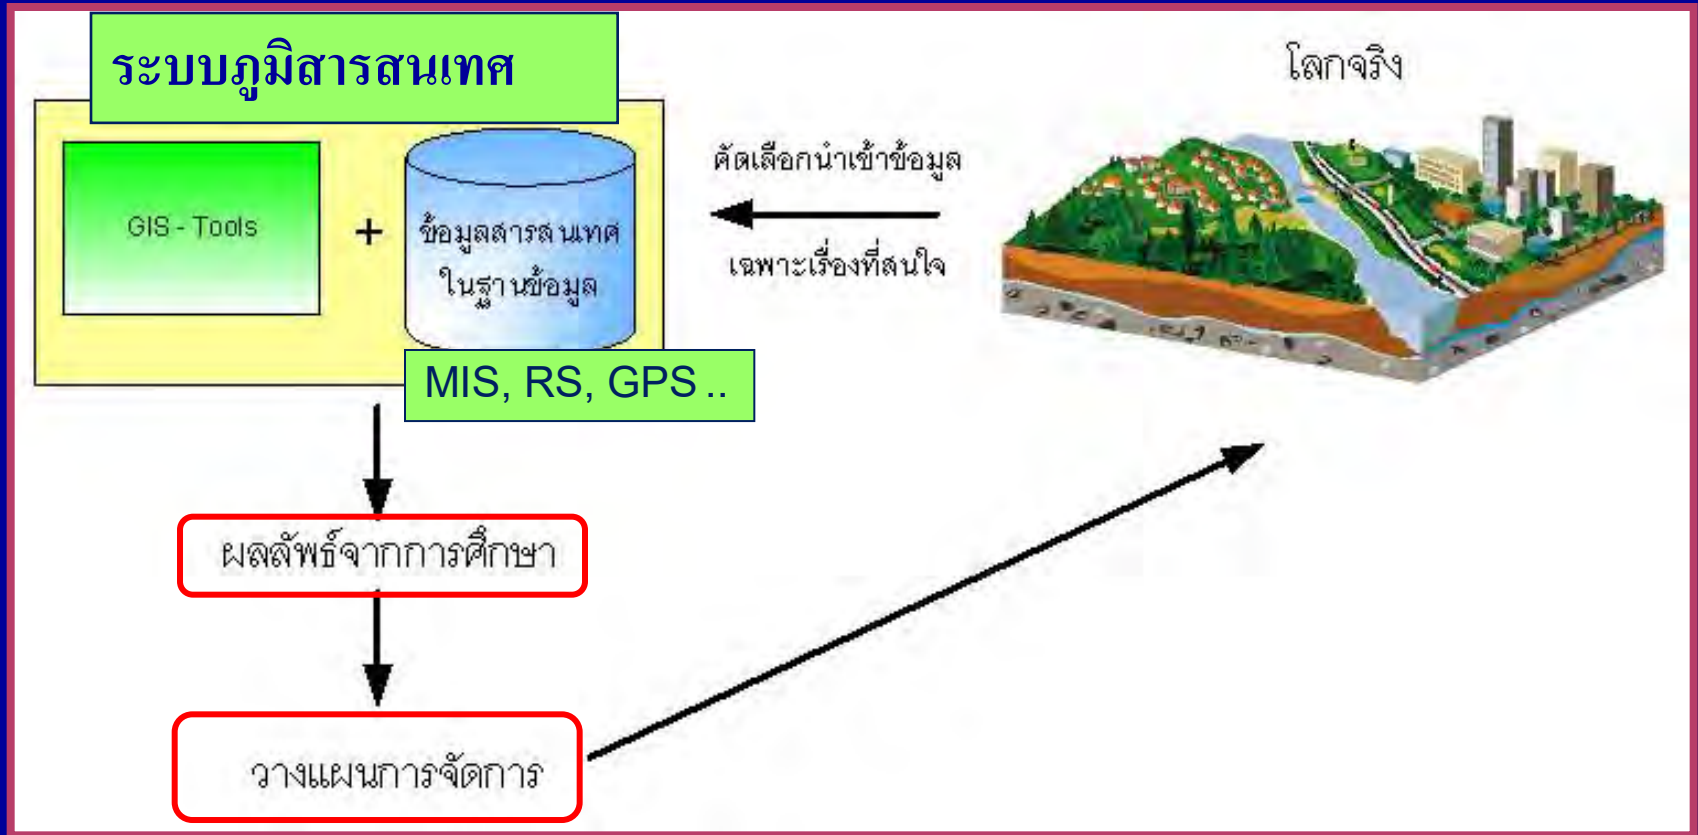 ระบบภูมิสารสนเทศ
โลกจริง
คัดเลือกนำเข้าข้อมูล
เฉพาะเรื่องที่สนใจ
GIS - Tools
+
ข้อมูลสารสนเทศ
ในฐานข้อมูล
MIS, RS, GPS ..
ผลลัพธ์จากการศึกษา
วางแผนการจัดการ